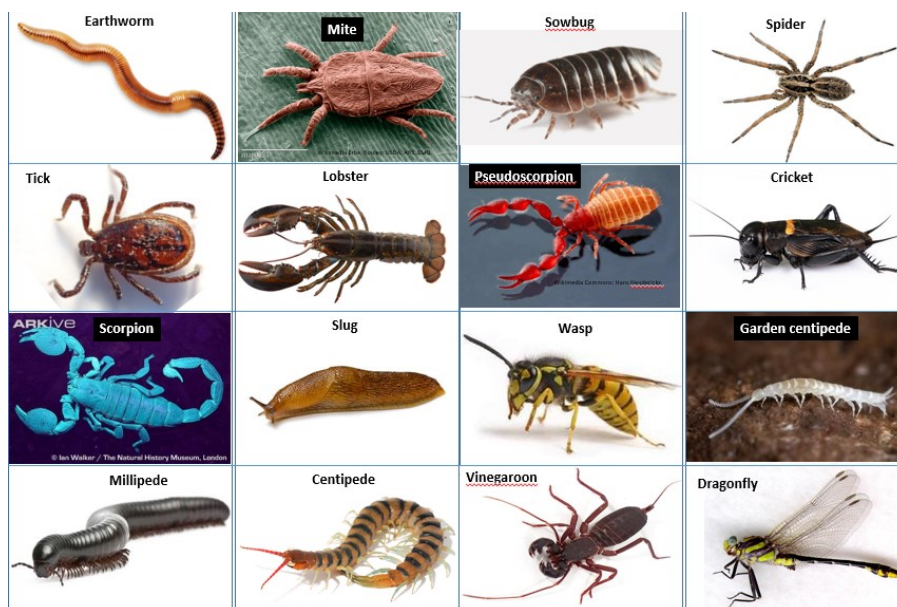 Earthworm
Mite
Sowbug
Spider
Tick
Lobster
Pseudoscorpion
Cricket
Scorpion
Slug
Wasp
Garden centipede
ARKive
© Ian Walker / The Natural History Museum, London
Millipede
Centipede
Vinegaroon
Dragonfly